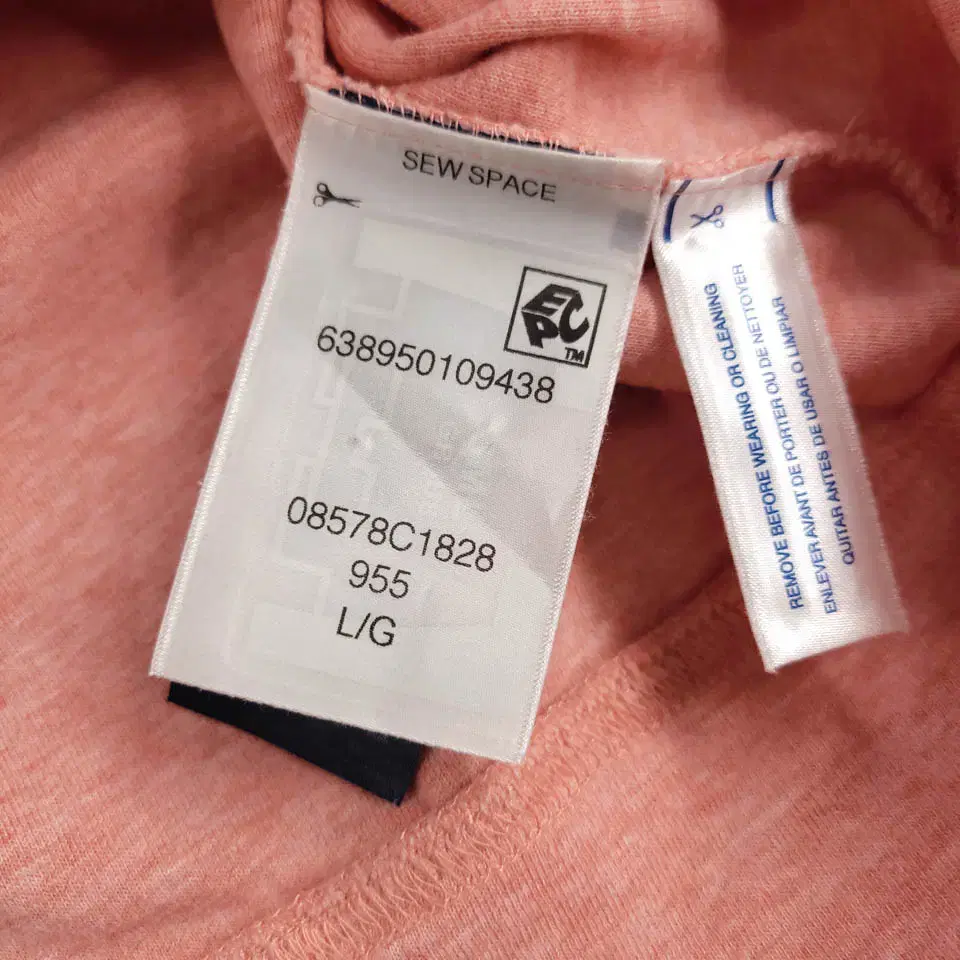 SEW SPACE
EPC
TM
638950109438
08578C1828
955
L/G
REMOVE BEFORE WEARING OR CLEANING
ENLEVER AVANT DE PORTER OU DE NETTOYER
QUITAR ANTES DE USAR O LIMPIAR